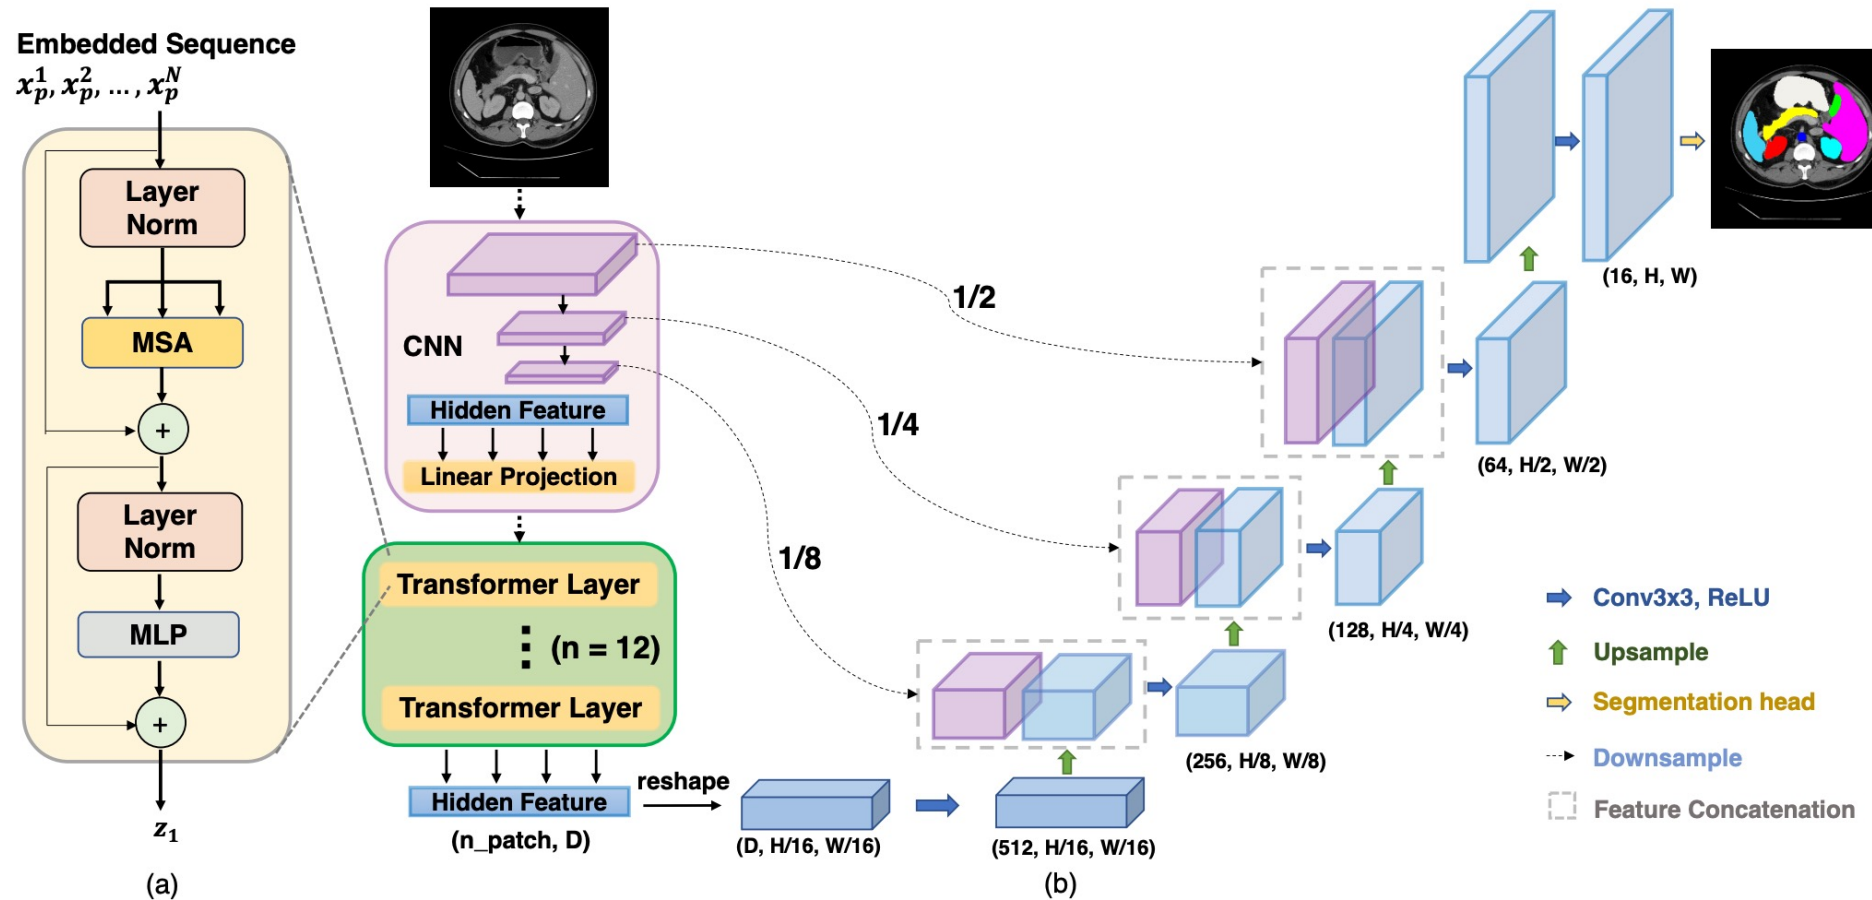 Embedded Sequence
x_p^1, x_p^2, ..., x_p^N
Layer
Norm
MSA
+
Layer
Norm
MLP
+
z_1
(a)
CNN
Hidden Feature
Linear Projection
Transformer Layer
(n = 12)
Transformer Layer
Hidden Feature
(n_patch, D)
reshape
(D, H/16, W/16)
(512, H/16, W/16)
(b)
1/2
1/4
1/8
(256, H/8, W/8)
(128, H/4, W/4)
(64, H/2, W/2)
(16, H, W)
Conv3x3, ReLU
Upsample
Segmentation head
Downsample
Feature Concatenation